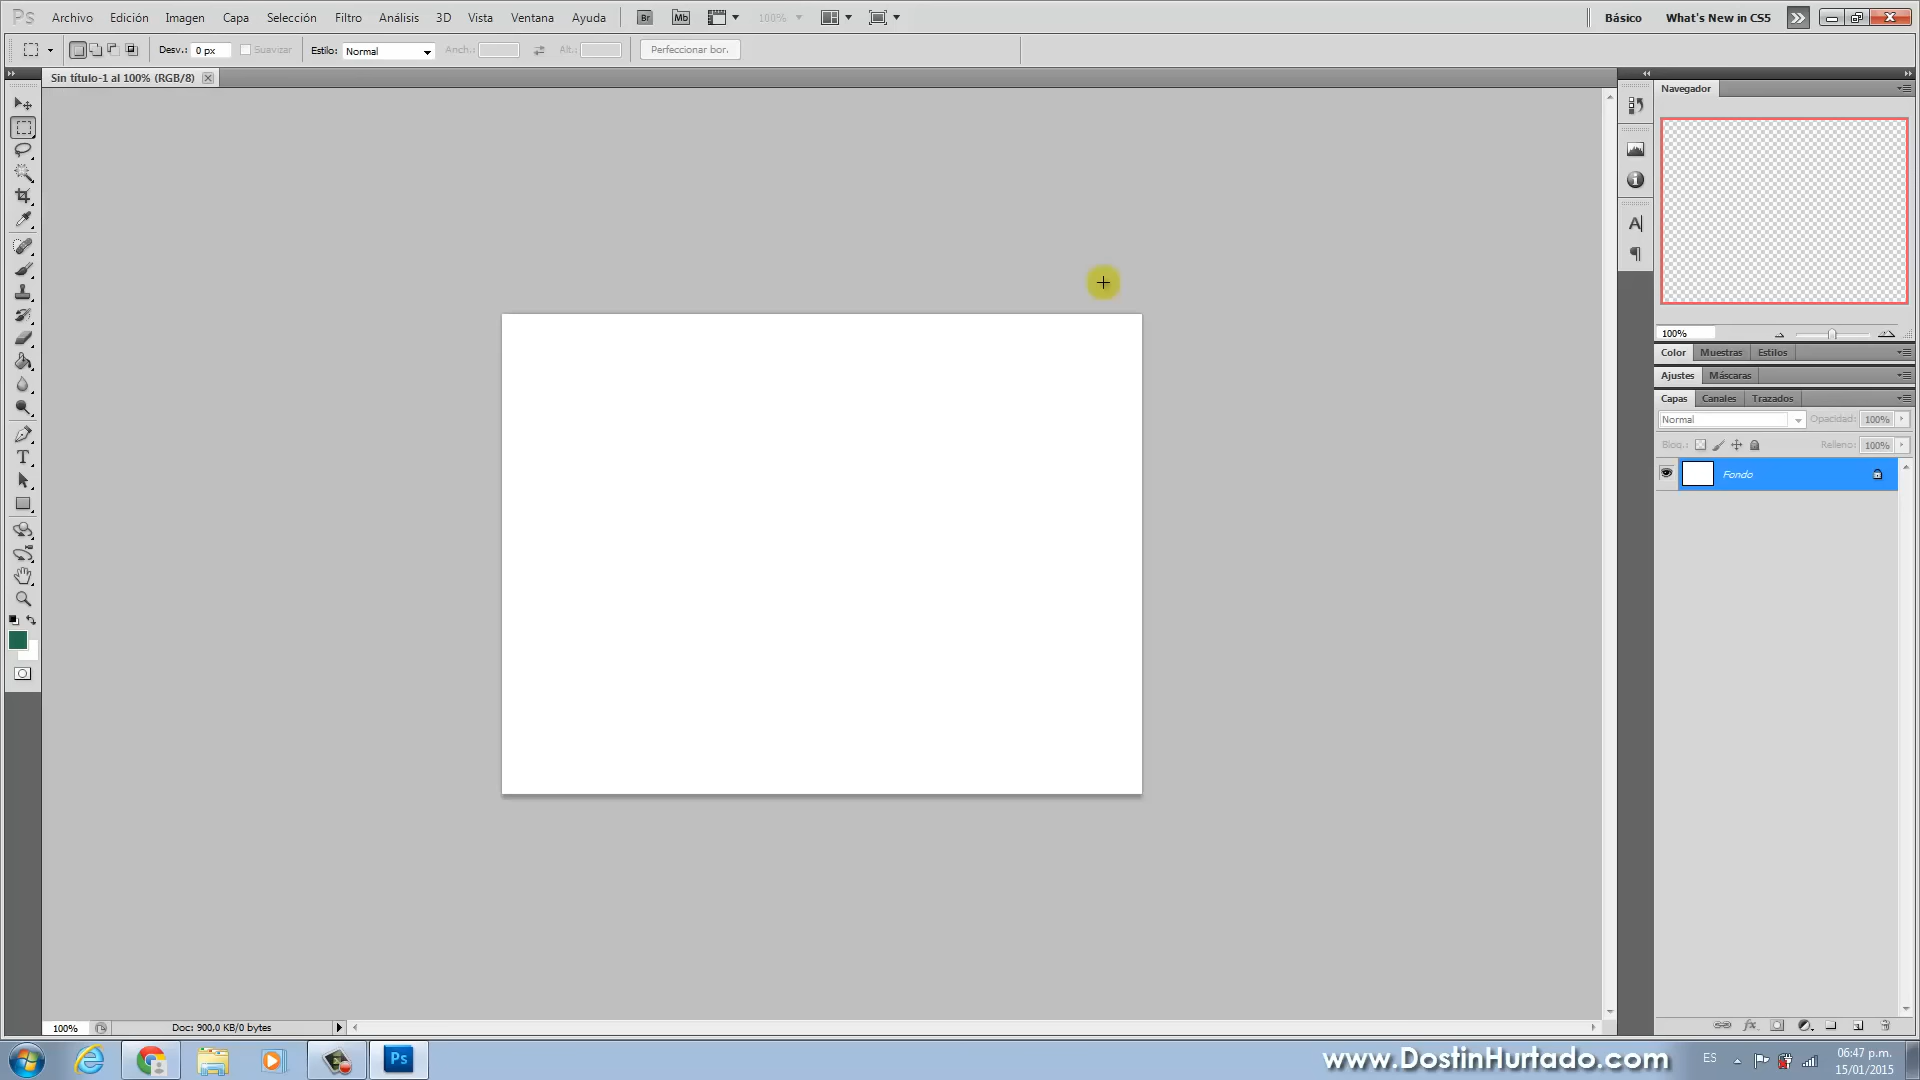 Ps Archivo Edición Imagen Capa Selección Filtro Análisis 3D Vista Ventana Ayuda Br Mb 100% Básico What's New in CS5
Desv.: 0 px Suavizar Estilo: Normal Anch.: Alt.: Perfeccionar bor.
Sin título-1 al 100% (RGB/8)
Navegador
100%
Color Muestras Estilos
Ajustes Máscaras
Capas Canales Trazados
Normal Opacidad: 100%
Bloq.: Relleno: 100%
Fondo
100% Doc: 900,0 KB/0 bytes
Ps www.DostinHurtado.com ES 06:47 p.m.
15/01/2015